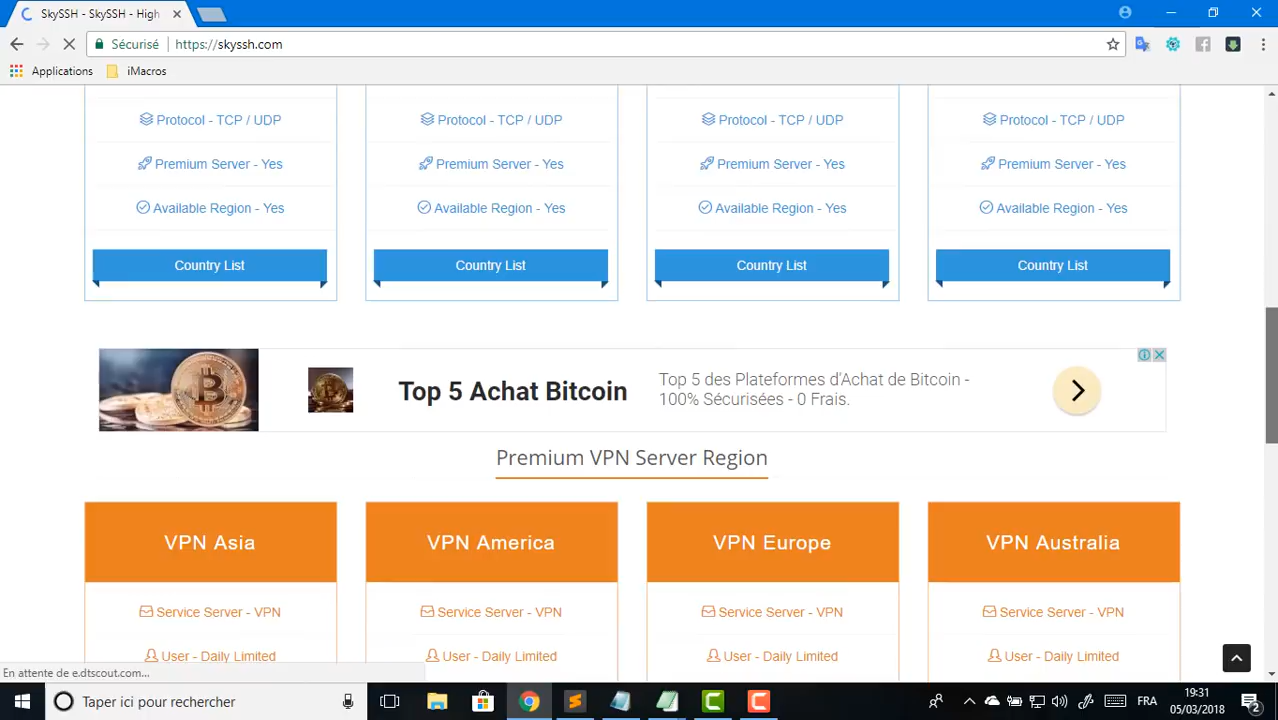 SkySSH - SkySSH - High
Sécurisé https://skyssh.com
Applications iMacros
Protocol - TCP / UDP Protocol - TCP / UDP Protocol - TCP / UDP Protocol - TCP / UDP
Premium Server - Yes Premium Server - Yes Premium Server - Yes Premium Server - Yes
Available Region - Yes Available Region - Yes Available Region - Yes Available Region - Yes
Country List Country List Country List Country List
Top 5 Achat Bitcoin
Top 5 des Plateformes d'Achat de Bitcoin -
100% Sécurisées - 0 Frais.
Premium VPN Server Region
VPN Asia VPN America VPN Europe VPN Australia
Service Server - VPN Service Server - VPN Service Server - VPN Service Server - VPN
User - Daily Limited User - Daily Limited User - Daily Limited User - Daily Limited
En attente de e.dtscout.com...
Taper ici pour rechercher
FRA
19:31
05/03/2018
2